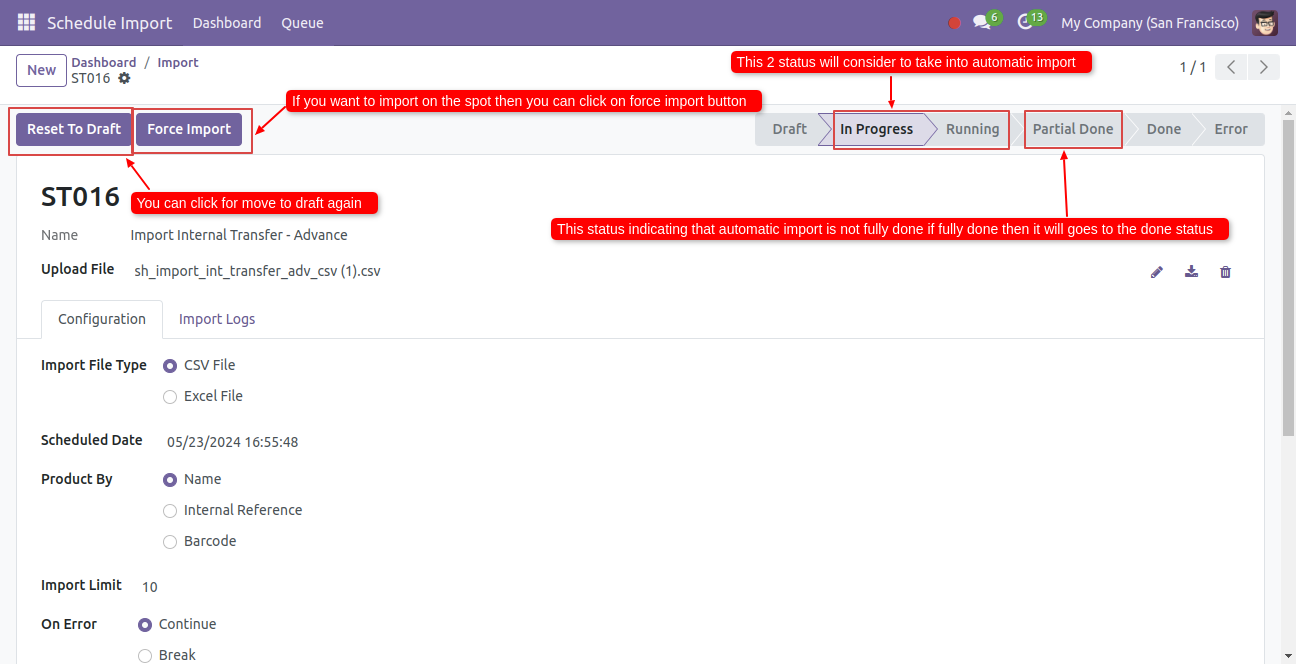 Schedule Import Dashboard Queue 6 13 My Company (San Francisco)
New Dashboard / Import
ST016
1 / 1
This 2 status will consider to take into automatic import
If you want to import on the spot then you can click on force import button
Reset To Draft Force Import Draft In Progress Running Partial Done Done Error
ST016
You can click for move to draft again
This status indicating that automatic import is not fully done if fully done then it will goes to the done status
Name Import Internal Transfer - Advance
Upload File sh_import_int_transfer_adv_csv (1).csv
Configuration Import Logs
Import File Type CSV File
Excel File
Scheduled Date 05/23/2024 16:55:48
Product By Name
Internal Reference
Barcode
Import Limit 10
On Error Continue
Break